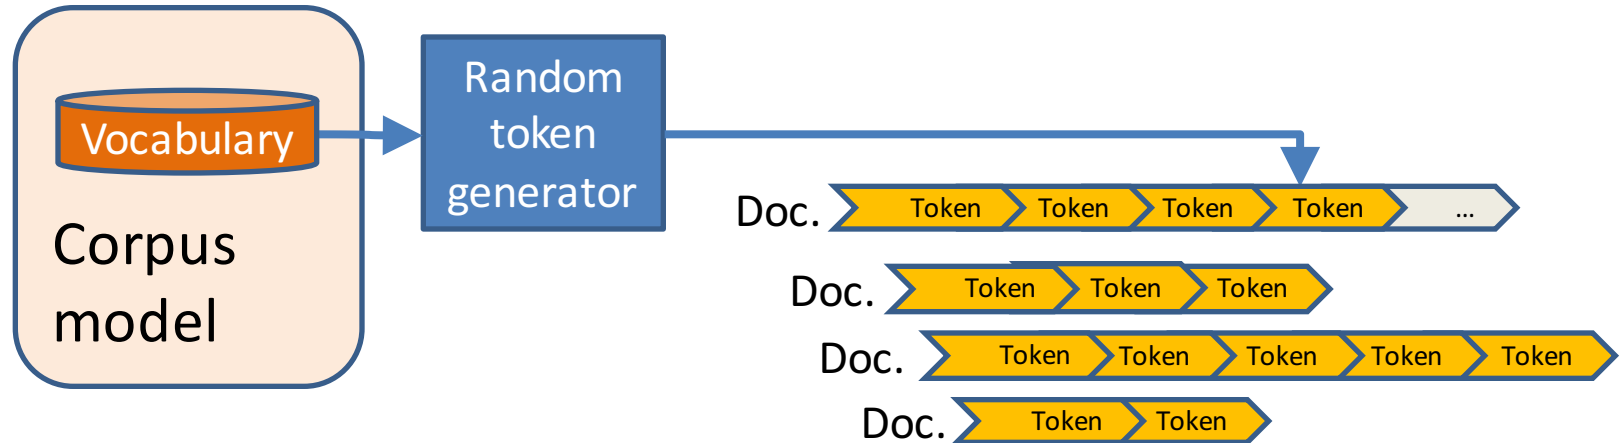 Vocabulary
Corpus
model
Random
token
generator
Doc. Token Token Token Token ...
Doc. Token Token Token
Doc. Token Token Token Token Token
Doc. Token Token